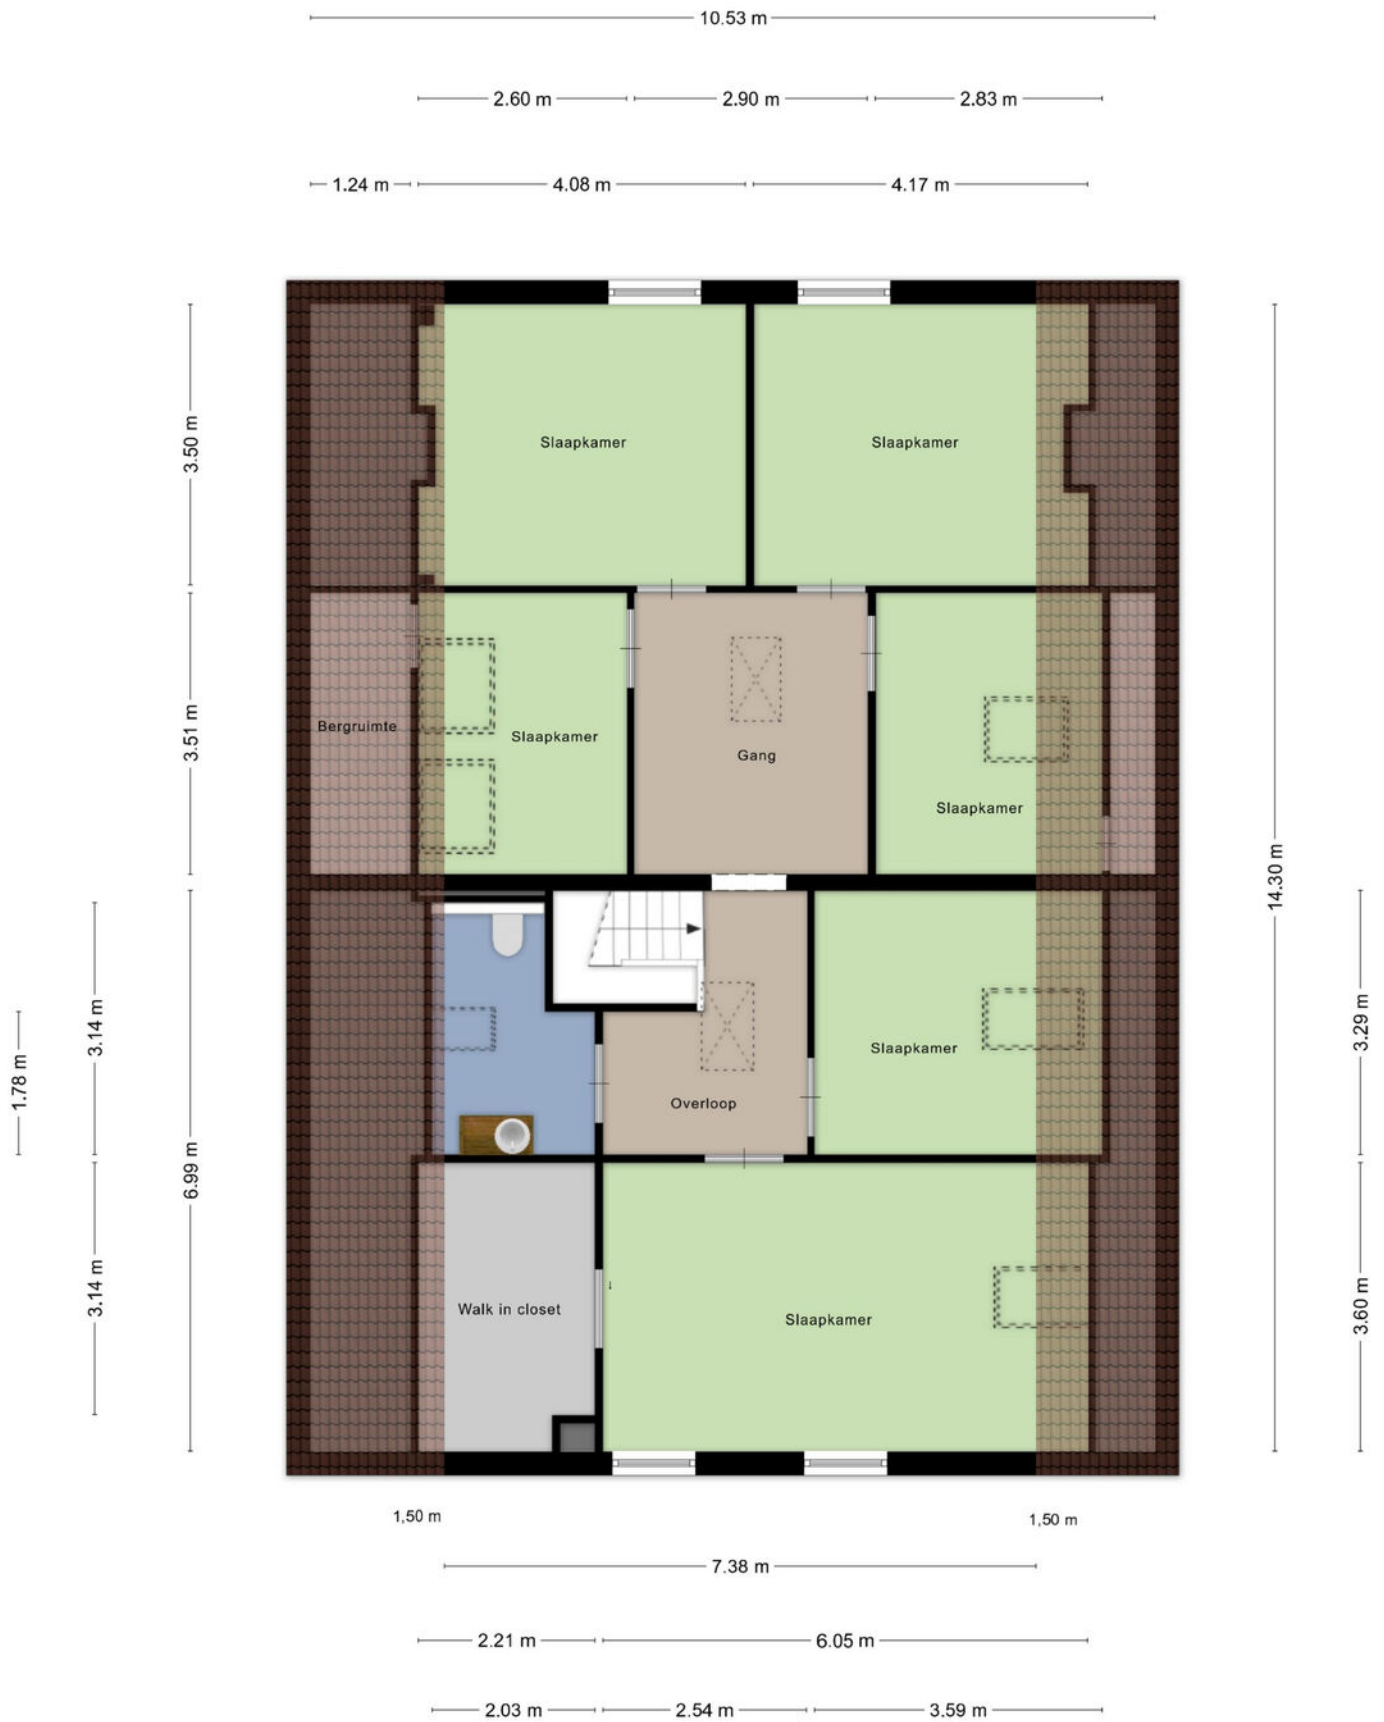 10.53 m
2.60 m
2.90 m
2.83 m
1.24 m
4.08 m
4.17 m
3.50 m
Slaapkamer
Slaapkamer
3.51 m
Bergruimte
Slaapkamer
Gang
Slaapkamer
14.30 m
3.14 m
1.78 m
Slaapkamer
3.29 m
Overloop
6.99 m
3.14 m
Walk in closet
Slaapkamer
3.60 m
1,50 m
1,50 m
7.38 m
2.21 m
6.05 m
2.03 m
2.54 m
3.59 m